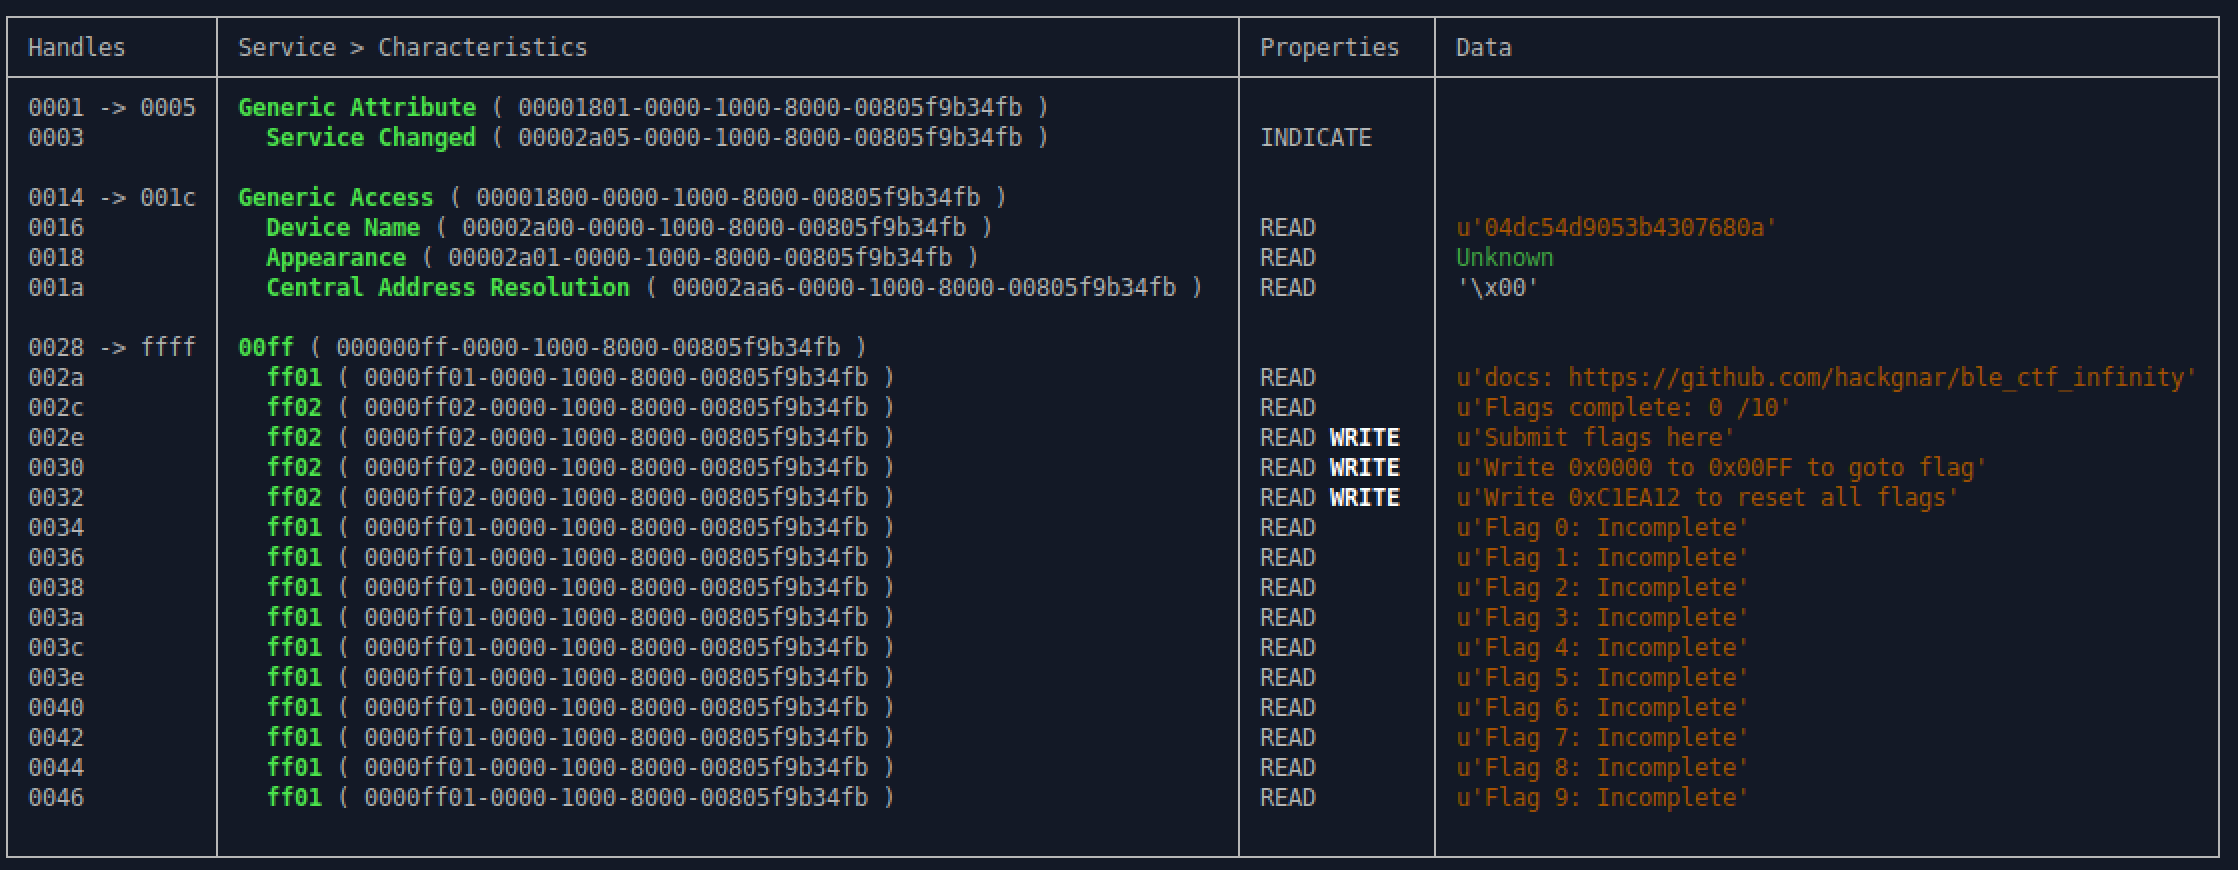 Handles Service > Characteristics Properties Data
0001 -> 0005 Generic Attribute ( 00001801-0000-1000-8000-00805f9b34fb )
0003 Service Changed ( 00002a05-0000-1000-8000-00805f9b34fb ) INDICATE
0014 -> 001c Generic Access ( 00001800-0000-1000-8000-00805f9b34fb )
0016 Device Name ( 00002a00-0000-1000-8000-00805f9b34fb ) READ u'04dc54d9053b4307680a'
0018 Appearance ( 00002a01-0000-1000-8000-00805f9b34fb ) READ Unknown
001a Central Address Resolution ( 00002aa6-0000-1000-8000-00805f9b34fb ) READ '\x00'
0028 -> ffff 00ff ( 000000ff-0000-1000-8000-00805f9b34fb )
002a ff01 ( 0000ff01-0000-1000-8000-00805f9b34fb ) READ u'docs: https://github.com/hackgnar/ble_ctf_infinity'
002c ff02 ( 0000ff02-0000-1000-8000-00805f9b34fb ) READ u'Flags complete: 0 /10'
002e ff02 ( 0000ff02-0000-1000-8000-00805f9b34fb ) READ WRITE u'Submit flags here'
0030 ff02 ( 0000ff02-0000-1000-8000-00805f9b34fb ) READ WRITE u'Write 0x0000 to 0x00FF to goto flag'
0032 ff02 ( 0000ff02-0000-1000-8000-00805f9b34fb ) READ WRITE u'Write 0xC1EA12 to reset all flags'
0034 ff01 ( 0000ff01-0000-1000-8000-00805f9b34fb ) READ u'Flag 0: Incomplete'
0036 ff01 ( 0000ff01-0000-1000-8000-00805f9b34fb ) READ u'Flag 1: Incomplete'
0038 ff01 ( 0000ff01-0000-1000-8000-00805f9b34fb ) READ u'Flag 2: Incomplete'
003a ff01 ( 0000ff01-0000-1000-8000-00805f9b34fb ) READ u'Flag 3: Incomplete'
003c ff01 ( 0000ff01-0000-1000-8000-00805f9b34fb ) READ u'Flag 4: Incomplete'
003e ff01 ( 0000ff01-0000-1000-8000-00805f9b34fb ) READ u'Flag 5: Incomplete'
0040 ff01 ( 0000ff01-0000-1000-8000-00805f9b34fb ) READ u'Flag 6: Incomplete'
0042 ff01 ( 0000ff01-0000-1000-8000-00805f9b34fb ) READ u'Flag 7: Incomplete'
0044 ff01 ( 0000ff01-0000-1000-8000-00805f9b34fb ) READ u'Flag 8: Incomplete'
0046 ff01 ( 0000ff01-0000-1000-8000-00805f9b34fb ) READ u'Flag 9: Incomplete'